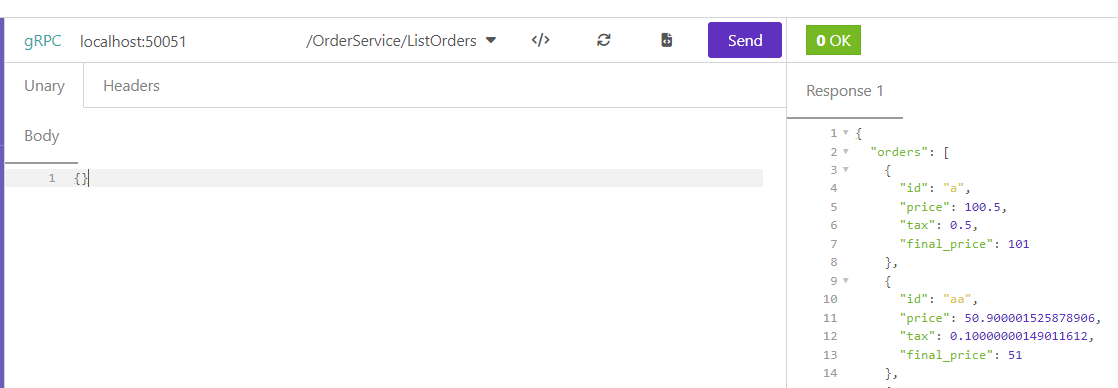 gRPC localhost:50051 /OrderService/ListOrders </> Send 0 OK
Unary Headers
Response 1
Body
1 {}
1 {
2 "orders": [
3 {
4 "id": "a",
5 "price": 100.5,
6 "tax": 0.5,
7 "final_price": 101
8 },
9 {
10 "id": "aa",
11 "price": 50.900001525878906,
12 "tax": 0.10000000149011612,
13 "final_price": 51
14 },